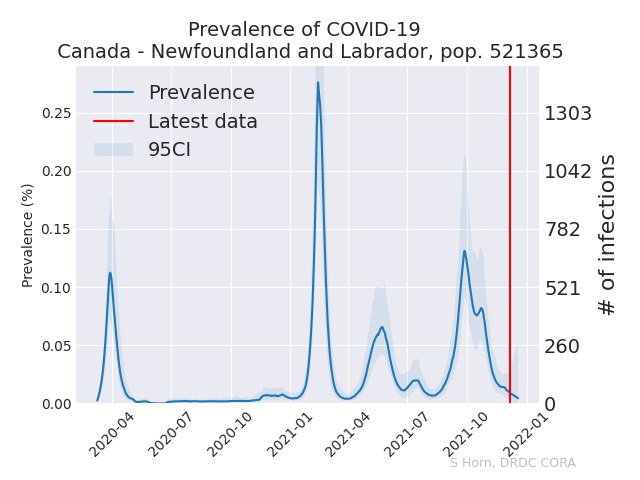 Prevalence of COVID-19
Canada - Newfoundland and Labrador, pop. 521365
Prevalence
Latest data
95CI
Prevalence (%)
0.25
0.20
0.15
0.10
0.05
0.00
1303
1042
782
521
260
0
# of infections
2020-04
2020-07
2020-10
2021-01
2021-04
2021-07
2021-10
2022-01
S Horn, DRDC CORA